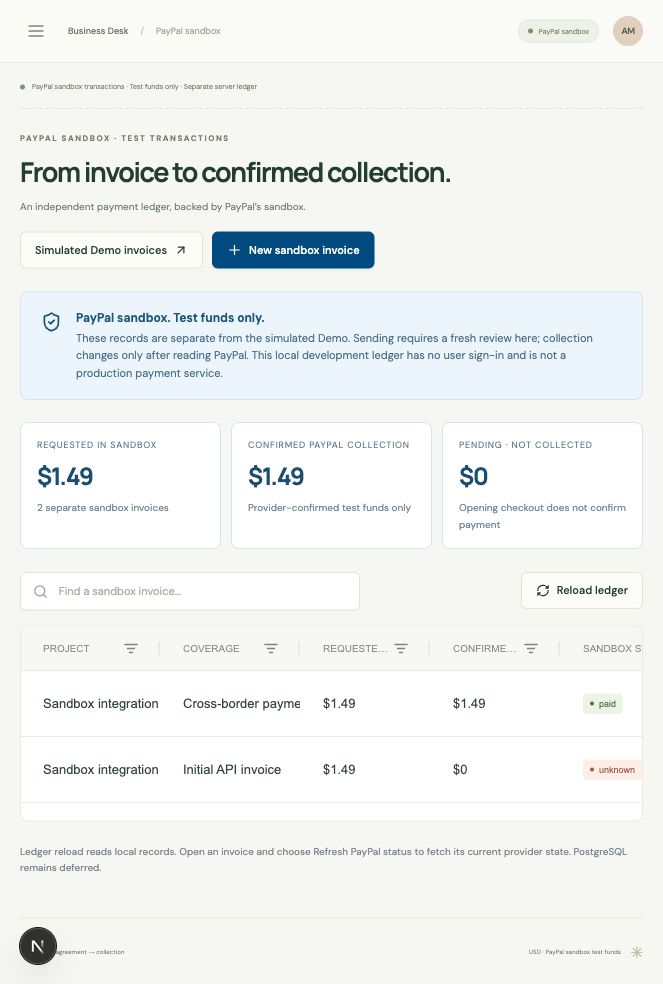 Business Desk / PayPal sandbox
PayPal sandbox
AM
PayPal sandbox transactions · Test funds only · Separate server ledger
PAYPAL SANDBOX · TEST TRANSACTIONS
From invoice to confirmed collection.
An independent payment ledger, backed by PayPal's sandbox.
Simulated Demo invoices
New sandbox invoice
PayPal sandbox. Test funds only.
These records are separate from the simulated Demo. Sending requires a fresh review here; collection
changes only after reading PayPal. This local development ledger has no user sign-in and is not a
production payment service.
REQUESTED IN SANDBOX
$1.49
2 separate sandbox invoices
CONFIRMED PAYPAL COLLECTION
$1.49
Provider-confirmed test funds only
PENDING · NOT COLLECTED
$0
Opening checkout does not confirm
payment
Find a sandbox invoice...
Reload ledger
PROJECT COVERAGE REQUESTE... CONFIRME... SANDBOX S
Sandbox integration Cross-border payme $1.49 $1.49 paid
Sandbox integration Initial API invoice $1.49 $0 unknown
Ledger reload reads local records. Open an invoice and choose Refresh PayPal status to fetch its current provider state. PostgreSQL
remains deferred.
N
agreement → collection
USD · PayPal sandbox test funds